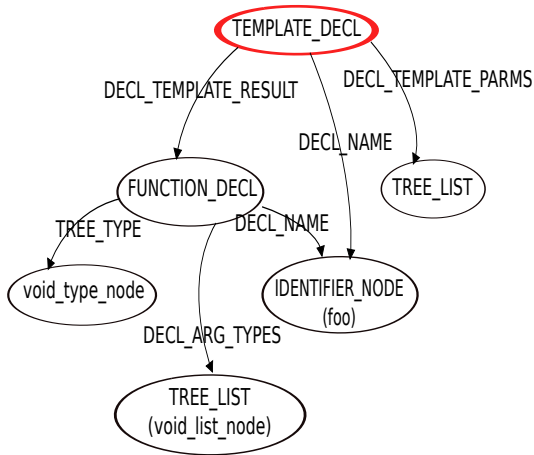 TEMPLATE_DECL
DECL_TEMPLATE_PARMS
DECL_TEMPLATE_RESULT
DECL_NAME
FUNCTION_DECL
TREE_LIST
TREE_TYPE
DECL_NAME
void_type_node
IDENTIFIER_NODE
(foo)
DECL_ARG_TYPES
TREE_LIST
(void_list_node)